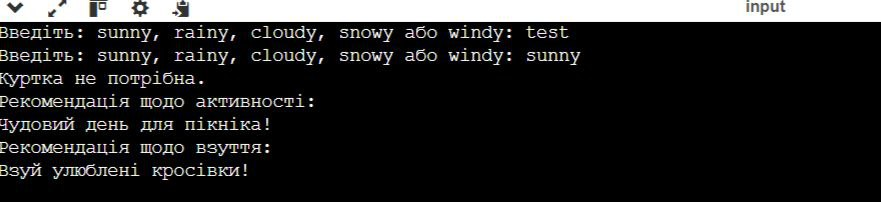 input
Введіть: sunny, rainy, cloudy, snowy або windy: test
Введіть: sunny, rainy, cloudy, snowy або windy: sunny
Куртка не потрібна.
Рекомендація щодо активності:
Чудовий день для пікніка!
Рекомендація щодо взуття:
Взуй улюблені кросівки!